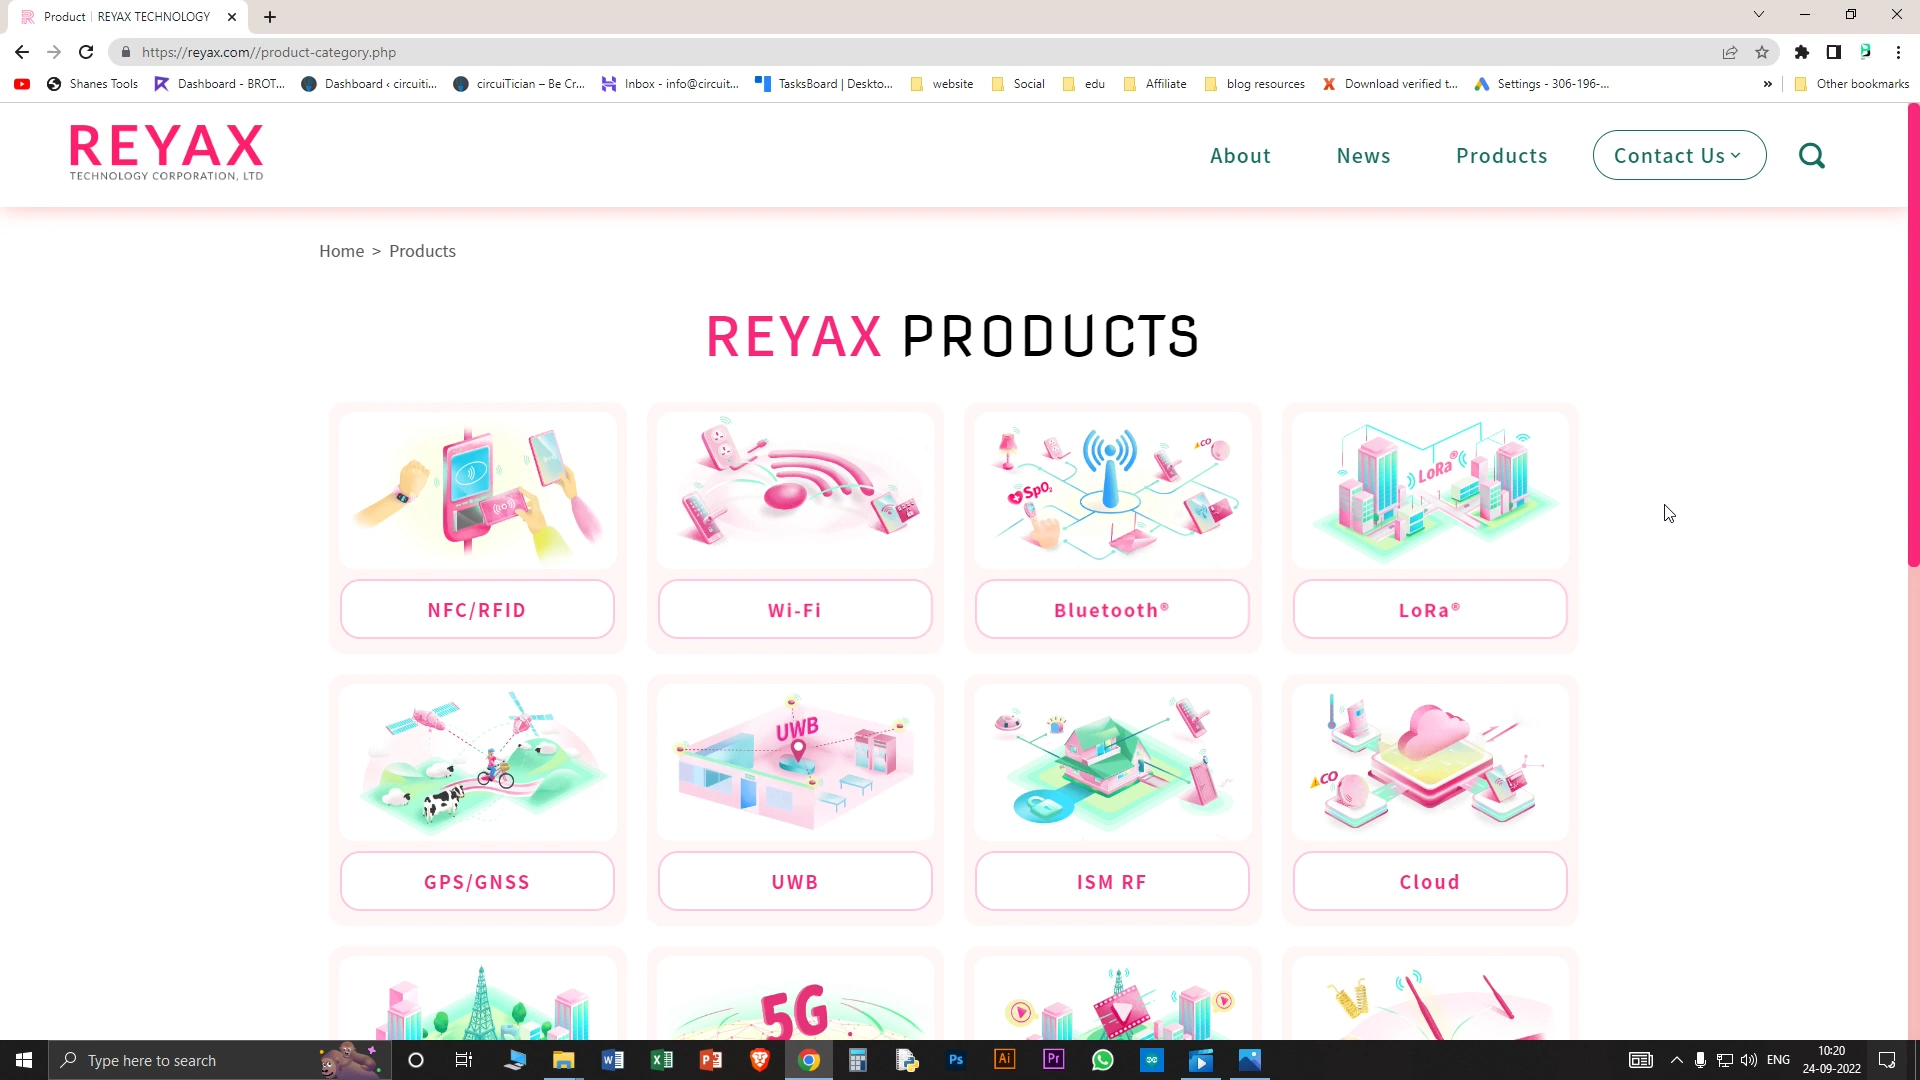 Product | REYAX TECHNOLOGY
https://reyax.com//product-category.php
Shanes Tools
Dashboard - BROT...
Dashboard ‹ circuiti...
circuiTician – Be Cr...
Inbox - info@circuit...
TasksBoard | Deskto...
website
Social
edu
Affiliate
blog resources
Download verified t...
Settings - 306-196-...
»
Other bookmarks
REYAX
TECHNOLOGY CORPORATION, LTD
About
News
Products
Contact Us
Home > Products
REYAX PRODUCTS
SpO₂
CO
LoRa®
NFC/RFID
Wi-Fi
Bluetooth®
LoRa®
UWB
CO
GPS/GNSS
UWB
ISM RF
Cloud
5G
Type here to search
Ps
Ai
Pr
ENG
10:20
24-09-2022